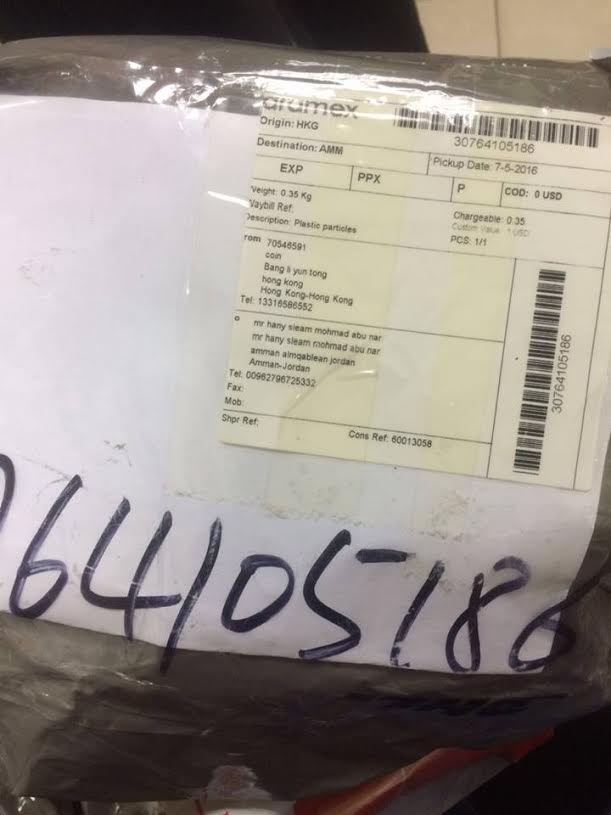 aramex
Origin: HKG
30764105186
Destination: AMM
Pickup Date: 7-5-2016
EXP PPX P COD: 0 USD
Weight: 0.35 Kg
Chargeable: 0.35
Waybill Ref:
Custom Value: 1 USD
Description: Plastic particles
PCS: 1/1
rom 70546591
coin
Bang li yun tong
hong kong
Hong Kong-Hong Kong
Tel: 13316586552
30764105186
o mr hany sleam mohmad abu nar
mr hany sleam mohmad abu nar
amman almqablean jordan
Amman-Jordan
Tel: 00962796725332
Fax:
Mob:
Shpr Ref:
Cons Ref: 60013058
764105186